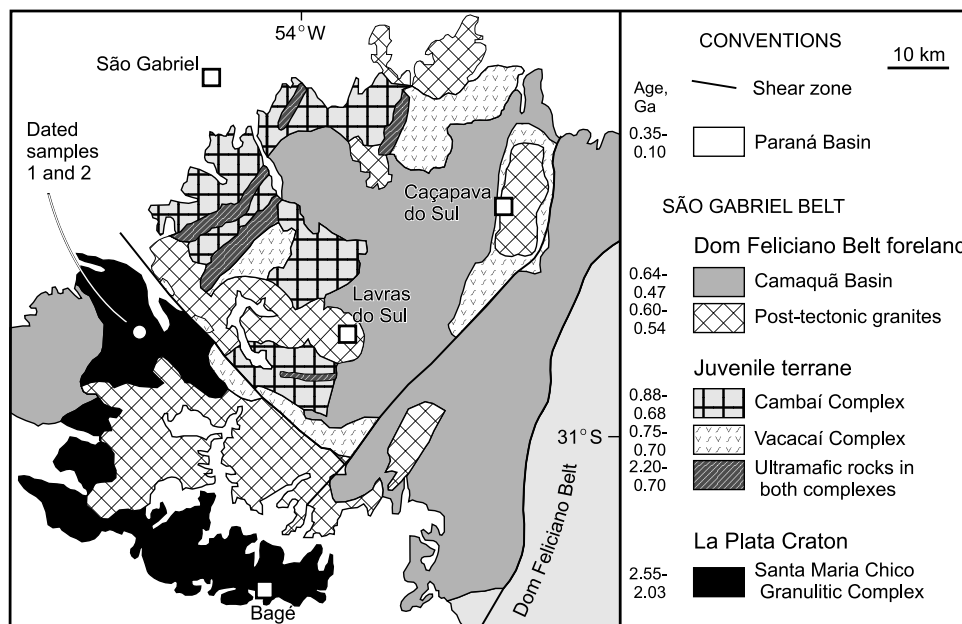 54°W
São Gabriel
Dated
samples
1 and 2
Caçapava
do Sul
Lavras
do Sul
31°S
Dom Feliciano Belt
Bagé
CONVENTIONS
10 km
Age,
Ga
Shear zone
0.35-
0.10
Paraná Basin
SÃO GABRIEL BELT
Dom Feliciano Belt foreland
0.64-
0.47
Camaquã Basin
0.60-
0.54
Post-tectonic granites
Juvenile terrane
0.88-
0.68
Cambaí Complex
0.75-
0.70
Vacacaí Complex
2.20-
0.70
Ultramafic rocks in
both complexes
La Plata Craton
2.55-
2.03
Santa Maria Chico
Granulitic Complex